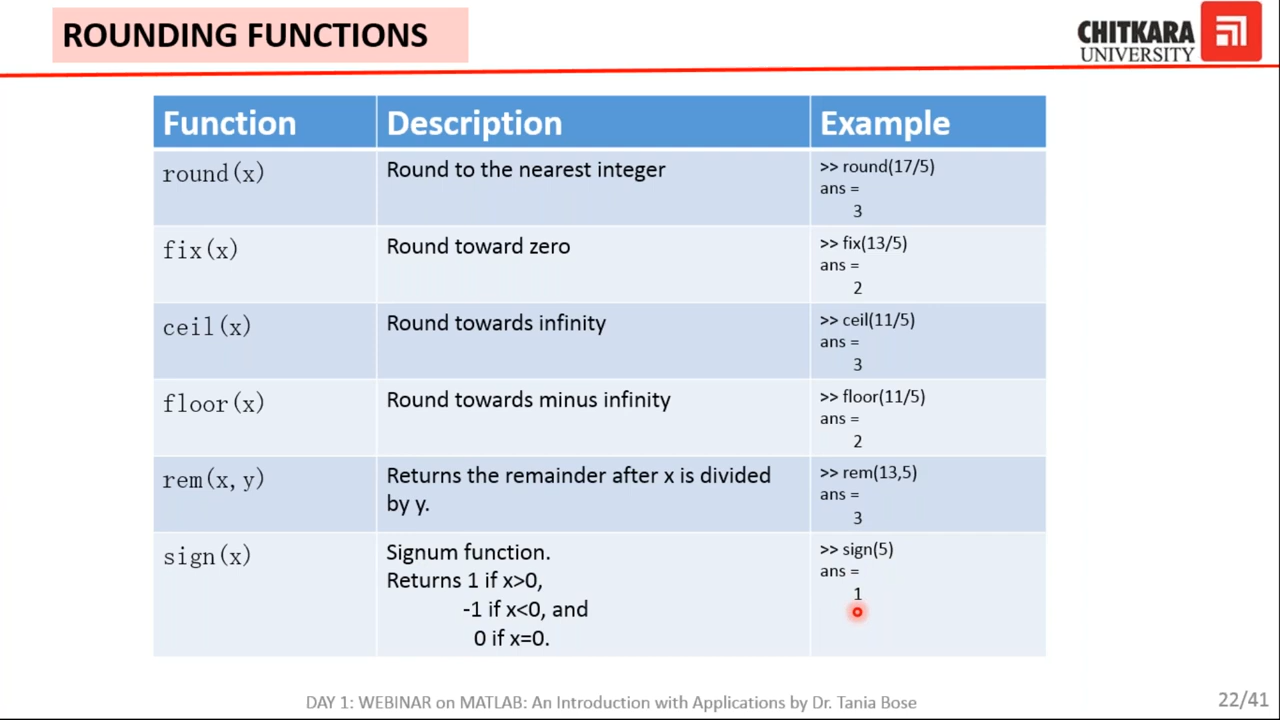 ROUNDING FUNCTIONS
CHITKARA
UNIVERSITY
Function Description Example
round(x) Round to the nearest integer >> round(17/5)
ans =
3
fix(x) Round toward zero >> fix(13/5)
ans =
2
ceil(x) Round towards infinity >> ceil(11/5)
ans =
3
floor(x) Round towards minus infinity >> floor(11/5)
ans =
2
rem(x,y) Returns the remainder after x is divided >> rem(13,5)
by y. ans =
3
sign(x) Signum function. >> sign(5)
Returns 1 if x>0, ans =
-1 if x<0, and 1
0 if x=0.
DAY 1: WEBINAR on MATLAB: An Introduction with Applications by Dr. Tania Bose
22/41